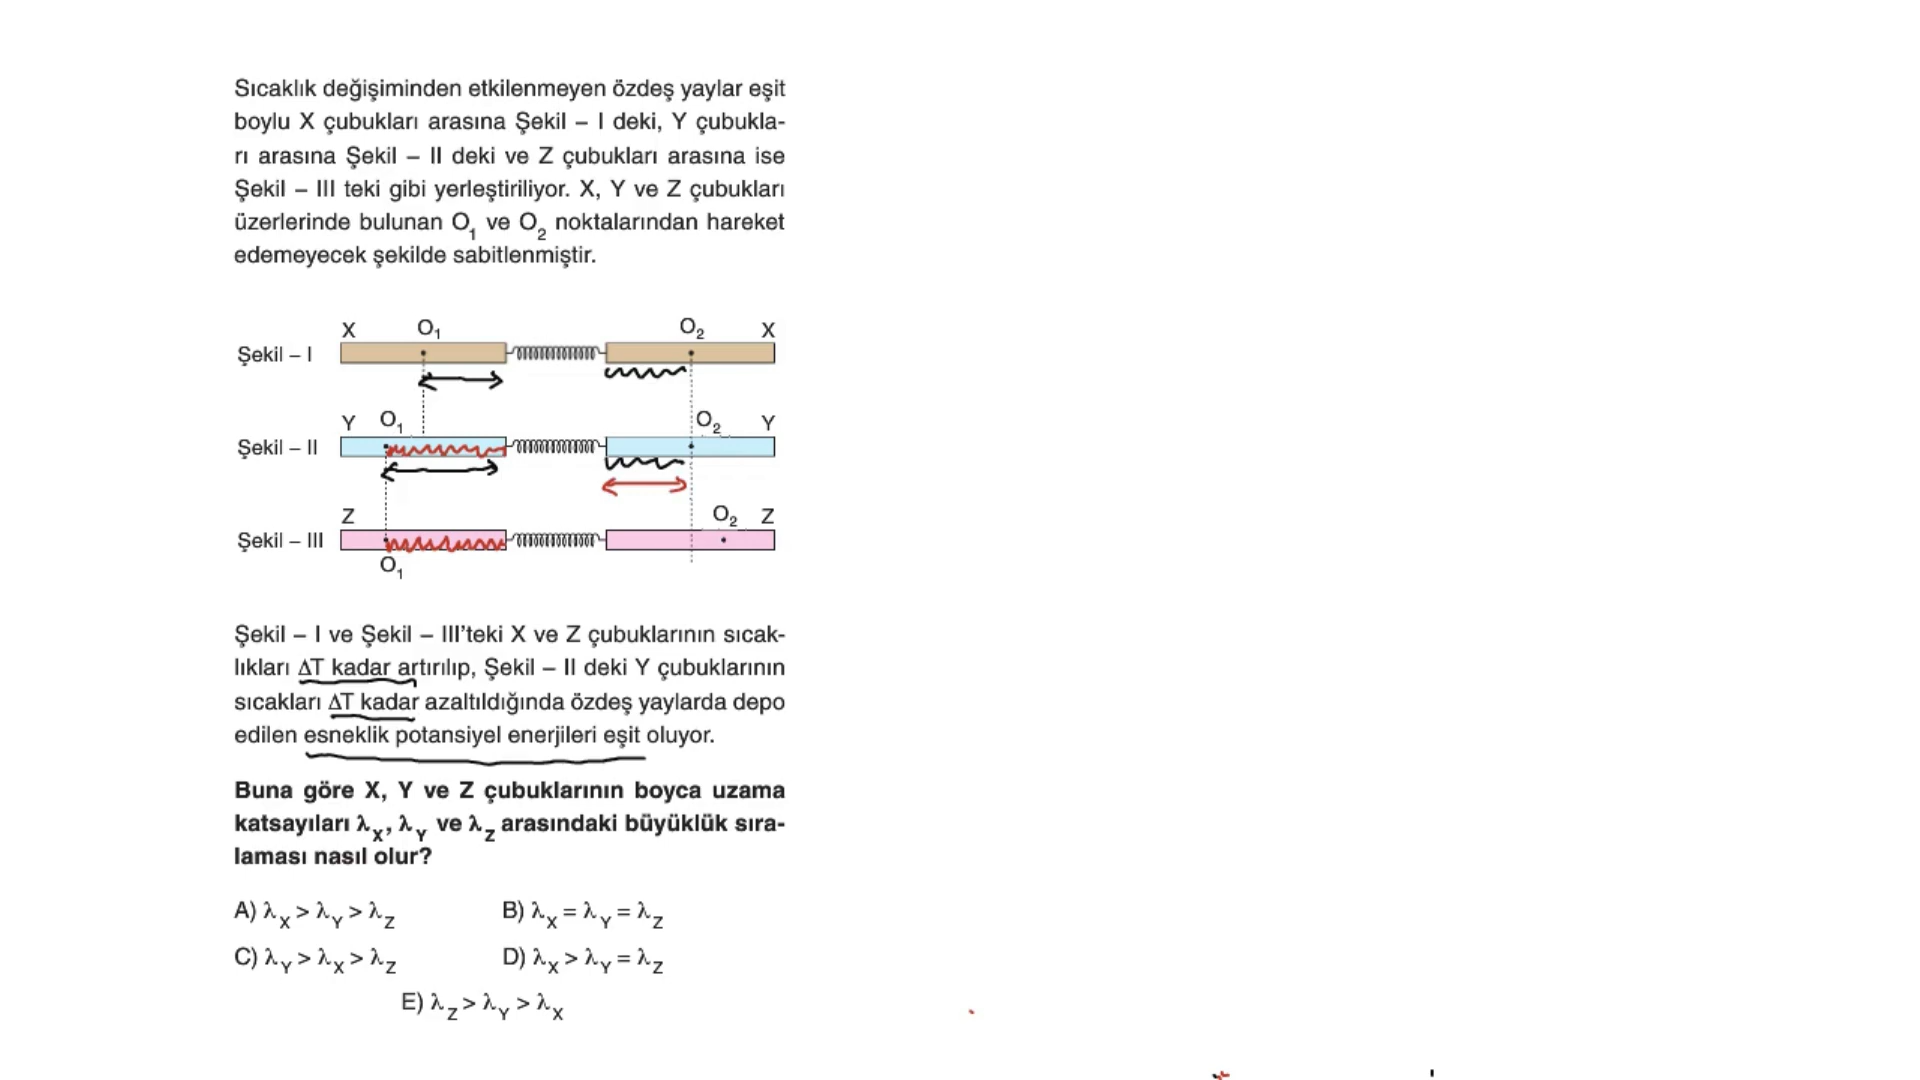 Sıcaklık değişiminden etkilenmeyen özdeş yaylar eşit
boylu X çubukları arasına Şekil – I deki, Y çubukla-
rı arasına Şekil – II deki ve Z çubukları arasına ise
Şekil – III teki gibi yerleştiriliyor. X, Y ve Z çubukları
üzerlerinde bulunan O₁ ve O₂ noktalarından hareket
edemeyecek şekilde sabitlenmiştir.
X O₁ O₂ X
Şekil – I
Y O₁ O₂ Y
Şekil – II
Z O₂ Z
Şekil – III
O₁
Şekil – I ve Şekil – III'teki X ve Z çubuklarının sıcak-
lıkları ΔT kadar artırılıp, Şekil – II deki Y çubuklarının
sıcakları ΔT kadar azaltıldığında özdeş yaylarda depo
edilen esneklik potansiyel enerjileri eşit oluyor.
Buna göre X, Y ve Z çubuklarının boyca uzama
katsayıları λX, λY ve λZ arasındaki büyüklük sıra-
laması nasıl olur?
A) λX > λY > λZ B) λX = λY = λZ
C) λY > λX > λZ D) λX > λY = λZ
E) λZ > λY > λX